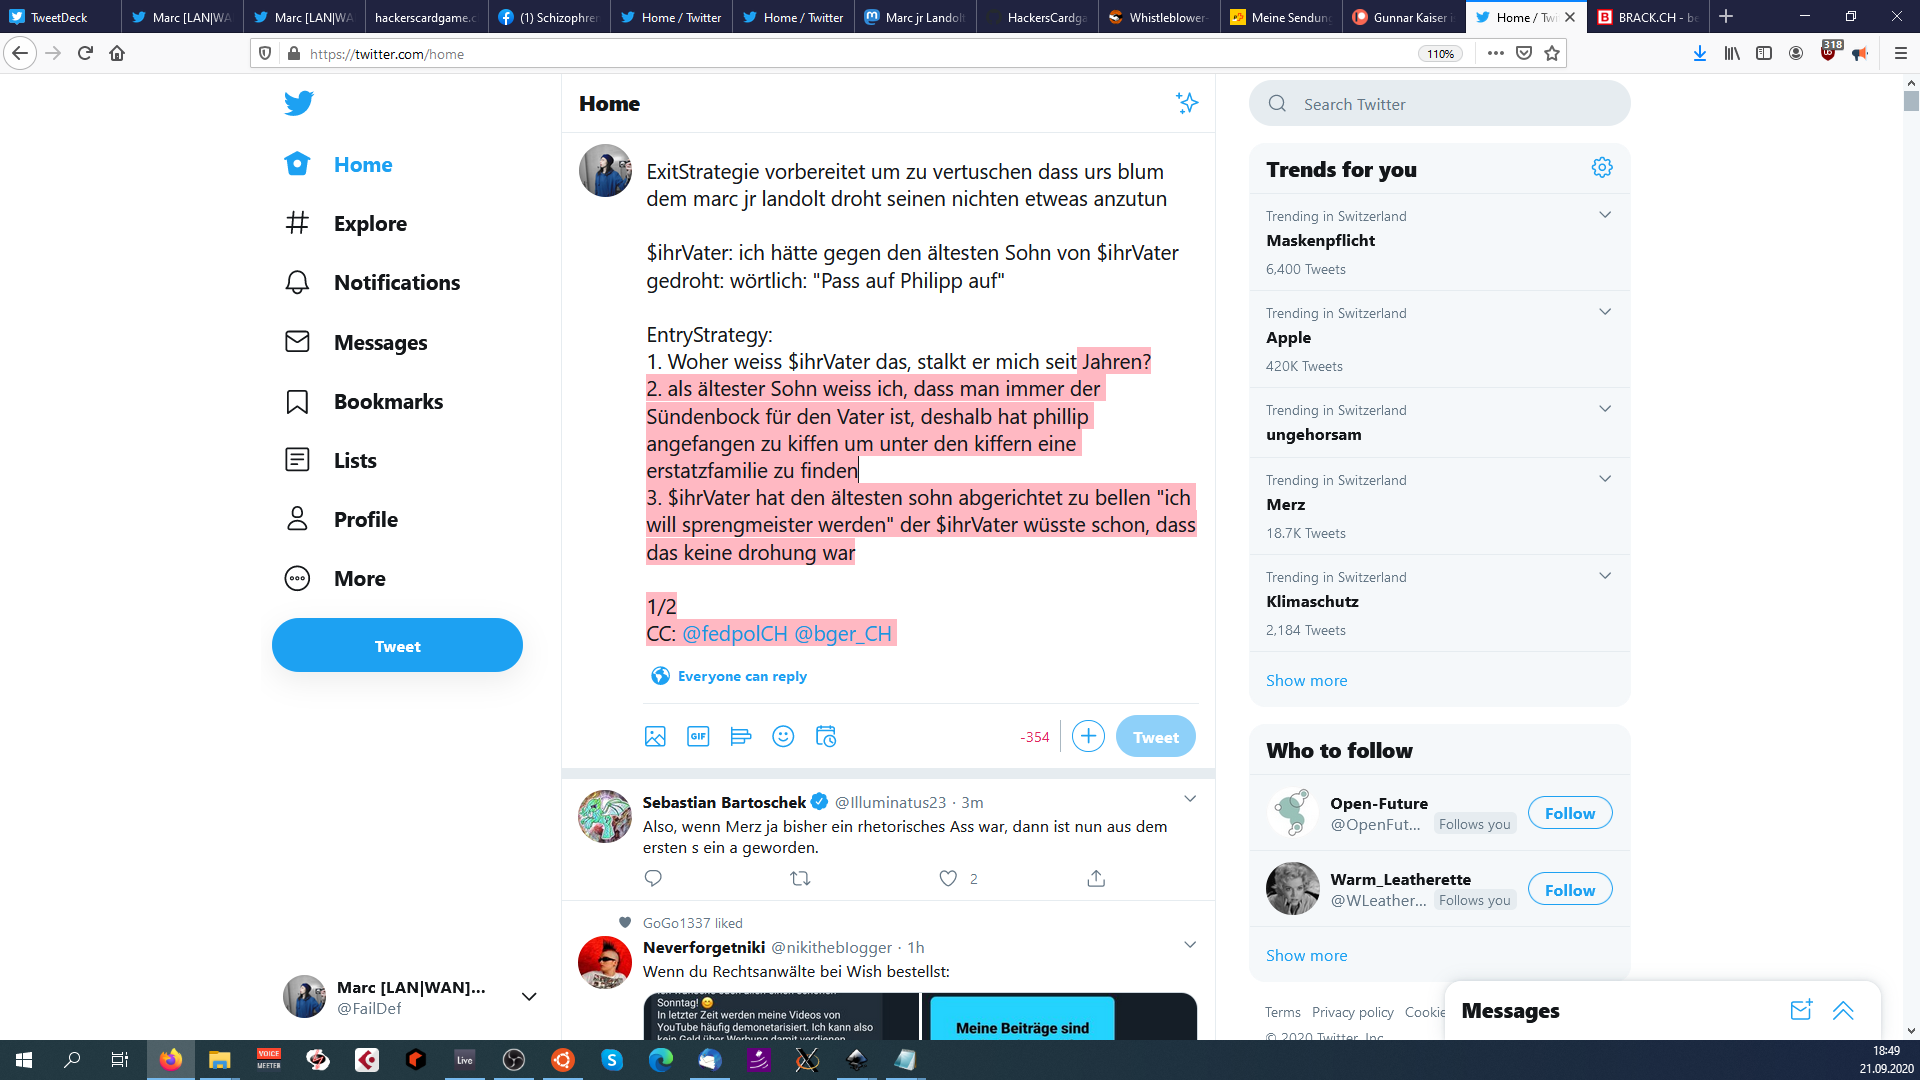 TweetDeck
Marc [LAN|WA
Marc [LAN|WA
hackerscardgame.c
(1) Schizophren
Home / Twitter
Home / Twitter
Marc jr Landolt
HackersCardga
Whistleblower-
Meine Sendung
Gunnar Kaiser i
Home / Twi
BRACK.CH - be
https://twitter.com/home
110%
318
Home
Explore
Notifications
Messages
Bookmarks
Lists
Profile
More
Tweet
Marc [LAN|WAN]...
@FailDef
Home
ExitStrategie vorbereitet um zu vertuschen dass urs blum
dem marc jr landolt droht seinen nichten etweas anzutun
$ihrVater: ich hätte gegen den ältesten Sohn von $ihrVater
gedroht: wörtlich: "Pass auf Philipp auf"
EntryStrategy:
1. Woher weiss $ihrVater das, stalkt er mich seit Jahren?
2. als ältester Sohn weiss ich, dass man immer der
Sündenbock für den Vater ist, deshalb hat phillip
angefangen zu kiffen um unter den kiffern eine
erstatzfamilie zu finden
3. $ihrVater hat den ältesten sohn abgerichtet zu bellen "ich
will sprengmeister werden" der $ihrVater wüsste schon, dass
das keine drohung war
1/2
CC: @fedpolCH @bger_CH
Everyone can reply
GIF
-354
Tweet
Sebastian Bartoschek @Illuminatus23 · 3m
Also, wenn Merz ja bisher ein rhetorisches Ass war, dann ist nun aus dem
ersten s ein a geworden.
2
GoGo1337 liked
Neverforgetniki @nikitheblogger · 1h
Wenn du Rechtsanwälte bei Wish bestellst:
Sonntag!
In letzter Zeit werden meine Videos von
YouTube häufig demonetarisiert. Ich kann also
kein Geld über Werbung damit verdienen
Meine Beiträge sind
Search Twitter
Trends for you
Trending in Switzerland
Maskenpflicht
6,400 Tweets
Trending in Switzerland
Apple
420K Tweets
Trending in Switzerland
ungehorsam
Trending in Switzerland
Merz
18.7K Tweets
Trending in Switzerland
Klimaschutz
2,184 Tweets
Show more
Who to follow
Open-Future
@OpenFut... Follows you
Follow
Warm_Leatherette
@WLeather... Follows you
Follow
Show more
Terms Privacy policy Cookie
© 2020 Twitter, Inc.
Messages
VOICE
MEETER
Live
18:49
21.09.2020